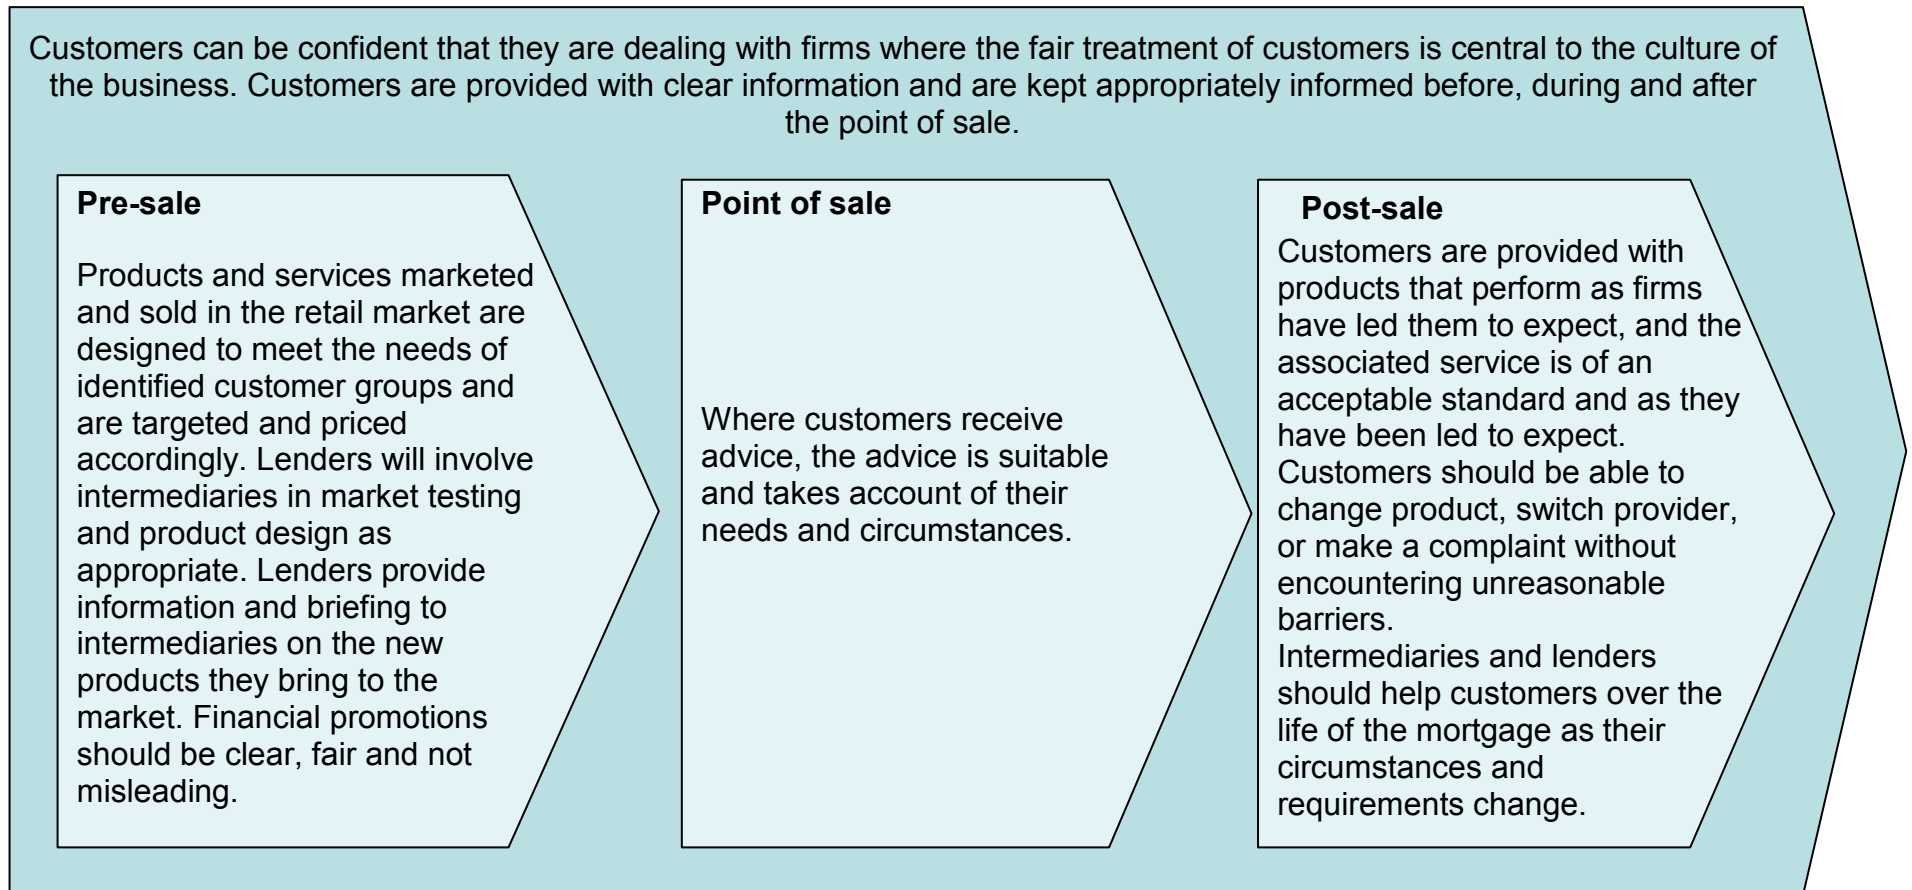 Customers can be confident that they are dealing with firms where the fair treatment of customers is central to the culture of
the business. Customers are provided with clear information and are kept appropriately informed before, during and after
the point of sale.
Pre-sale
Products and services marketed
and sold in the retail market are
designed to meet the needs of
identified customer groups and
are targeted and priced
accordingly. Lenders will involve
intermediaries in market testing
and product design as
appropriate. Lenders provide
information and briefing to
intermediaries on the new
products they bring to the
market. Financial promotions
should be clear, fair and not
misleading.
Point of sale
Where customers receive
advice, the advice is suitable
and takes account of their
needs and circumstances.
Post-sale
Customers are provided with
products that perform as firms
have led them to expect, and the
associated service is of an
acceptable standard and as they
have been led to expect.
Customers should be able to
change product, switch provider,
or make a complaint without
encountering unreasonable
barriers.
Intermediaries and lenders
should help customers over the
life of the mortgage as their
circumstances and
requirements change.